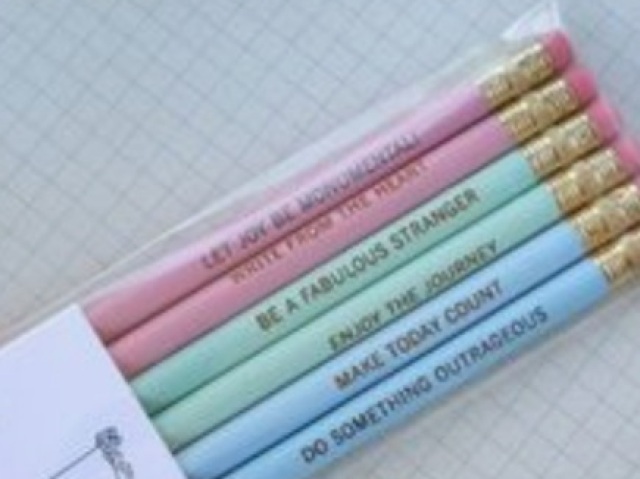 LET JOY BE MONUMENTAL!
WRITE FROM THE HEART
BE A FABULOUS STRANGER
ENJOY THE JOURNEY
MAKE TODAY COUNT
DO SOMETHING OUTRAGEOUS